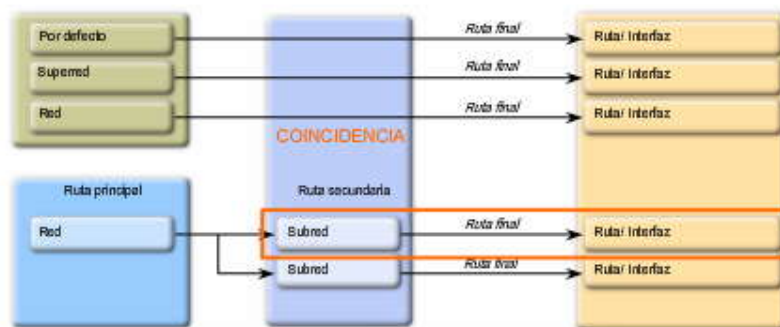 Por defecto
Ruta final
Ruta/ Interfaz
Superred
Ruta final
Ruta/ Interfaz
Red
Ruta final
Ruta/ Interfaz
COINCIDENCIA
Ruta principal
Ruta secundaria
Red
Subred
Ruta final
Ruta/ Interfaz
Subred
Ruta final
Ruta/ Interfaz